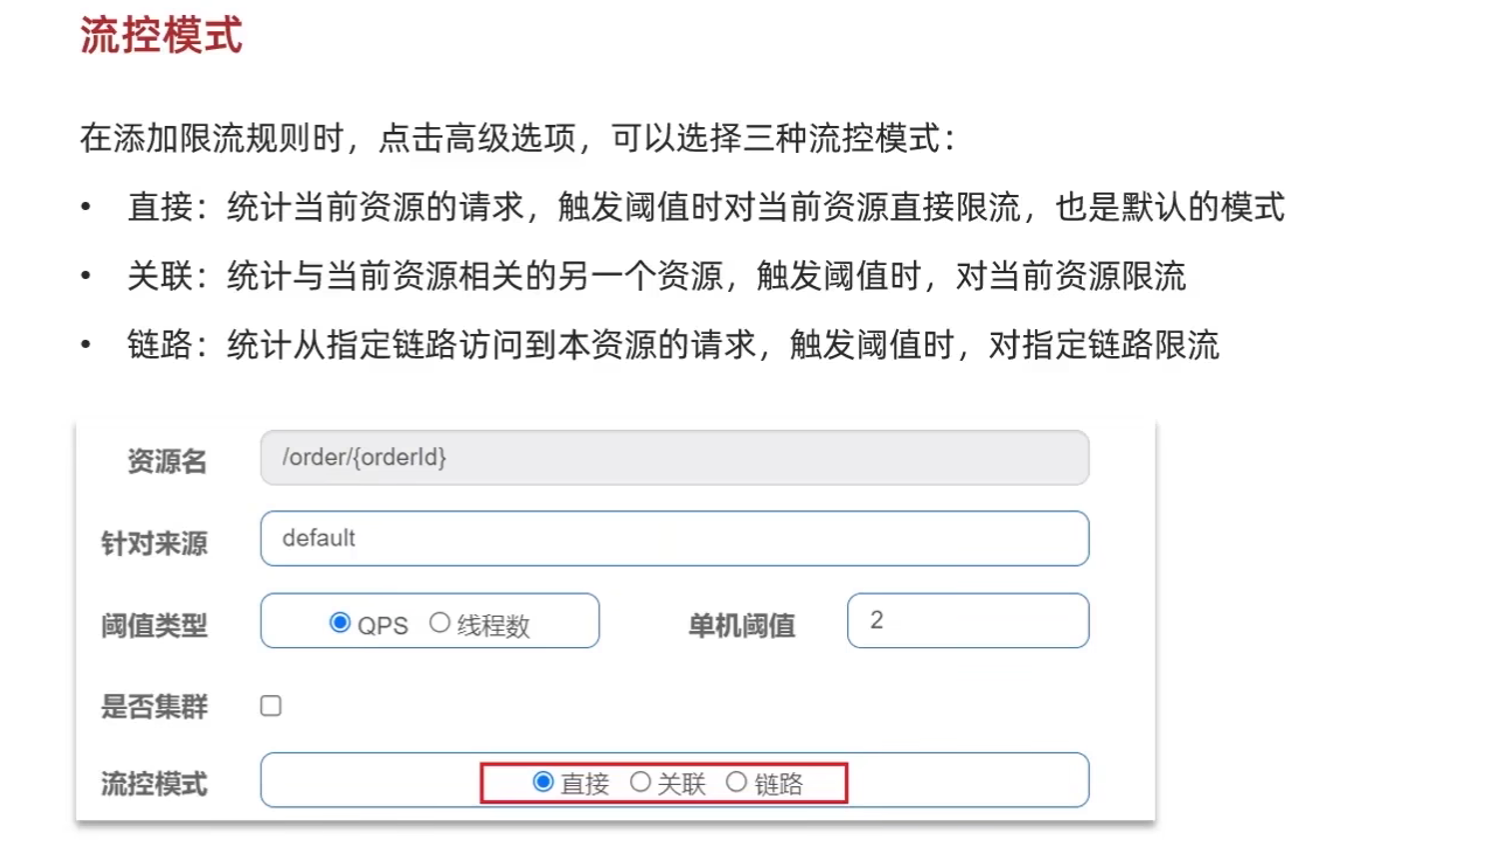 流控模式
在添加限流规则时，点击高级选项，可以选择三种流控模式：
• 直接：统计当前资源的请求，触发阈值时对当前资源直接限流，也是默认的模式
• 关联：统计与当前资源相关的另一个资源，触发阈值时，对当前资源限流
• 链路：统计从指定链路访问到本资源的请求，触发阈值时，对指定链路限流
资源名 /order/{orderId}
针对来源 default
阈值类型 QPS 线程数 单机阈值 2
是否集群
流控模式 直接 关联 链路